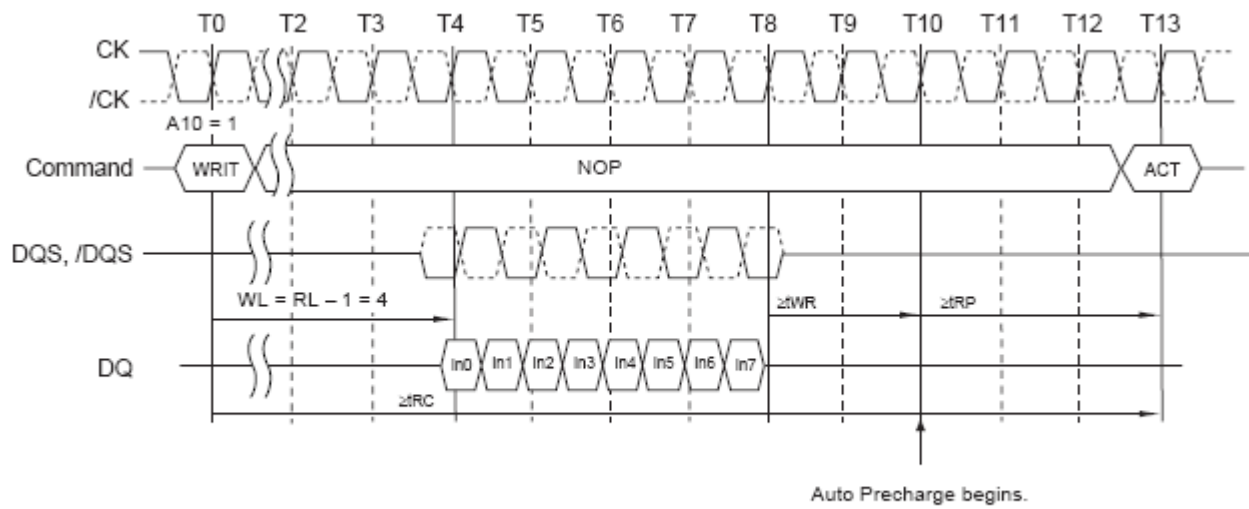 T0 T2 T3 T4 T5 T6 T7 T8 T9 T10 T11 T12 T13
CK
/CK
A10 = 1
Command WRIT NOP ACT
DQS, /DQS
WL = RL – 1 = 4 ≥tWR ≥tRP
DQ In0 In1 In2 In3 In4 In5 In6 In7
≥tRC
Auto Precharge begins.